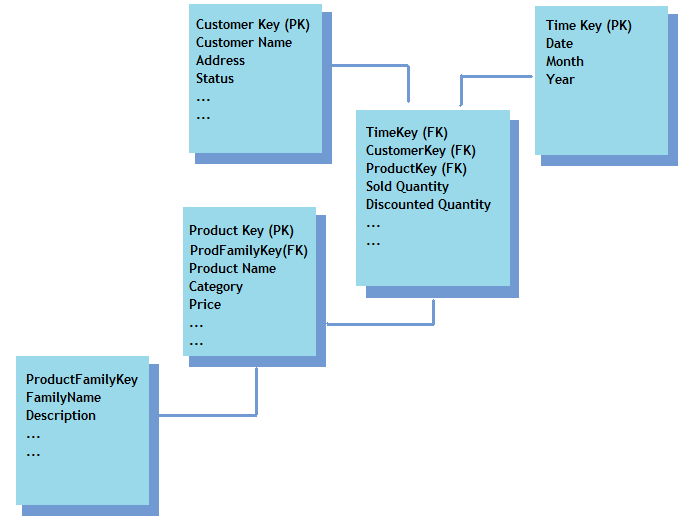 Customer Key (PK)
Customer Name
Address
Status
...
...
Time Key (PK)
Date
Month
Year
TimeKey (FK)
CustomerKey (FK)
ProductKey (FK)
Sold Quantity
Discounted Quantity
...
...
Product Key (PK)
ProdFamilyKey(FK)
Product Name
Category
Price
...
...
ProductFamilyKey
FamilyName
Description
...
...